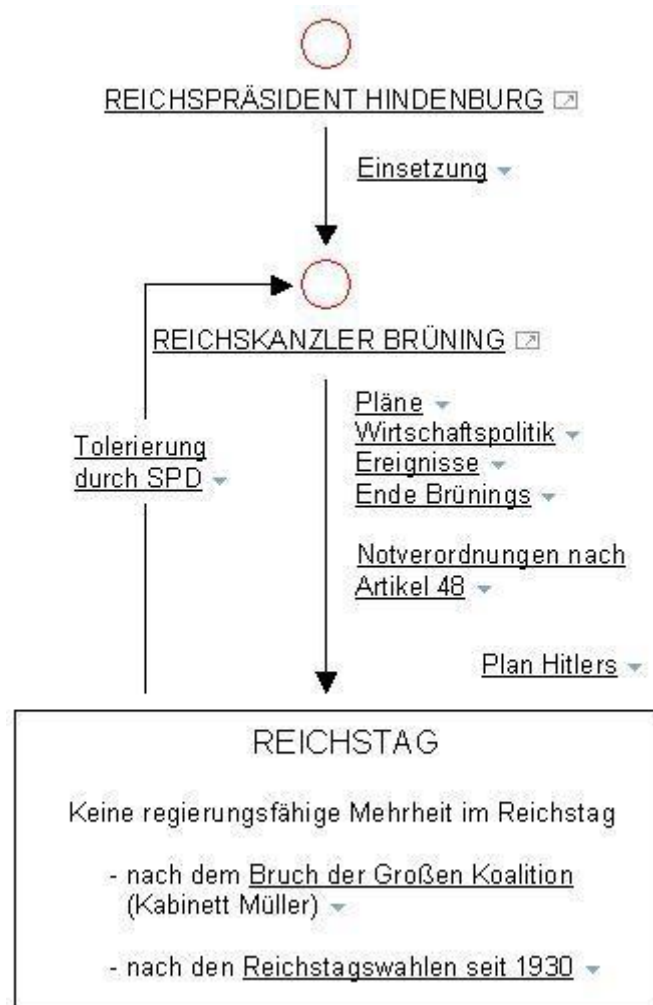 REICHSPRÄSIDENT HINDENBURG
Einsetzung
REICHSKANZLER BRÜNING
Pläne
Wirtschaftspolitik
Ereignisse
Ende Brünings
Tolerierung
durch SPD
Notverordnungen nach
Artikel 48
Plan Hitlers
REICHSTAG
Keine regierungsfähige Mehrheit im Reichstag
- nach dem Bruch der Großen Koalition
(Kabinett Müller)
- nach den Reichstagswahlen seit 1930